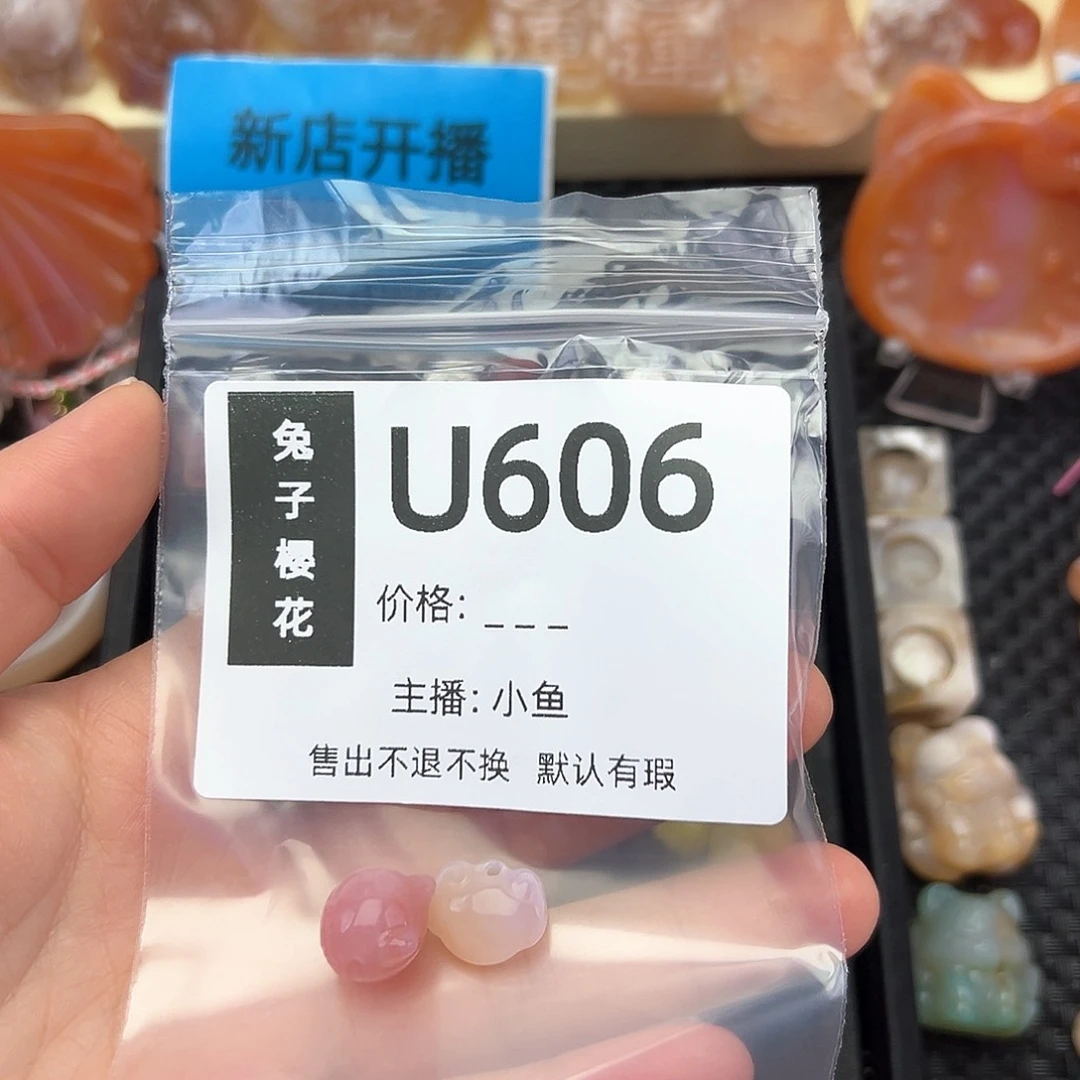 新店开播
兔子樱花
U606
价格: _ _ _
主播: 小鱼
售出不退不换 默认有瑕